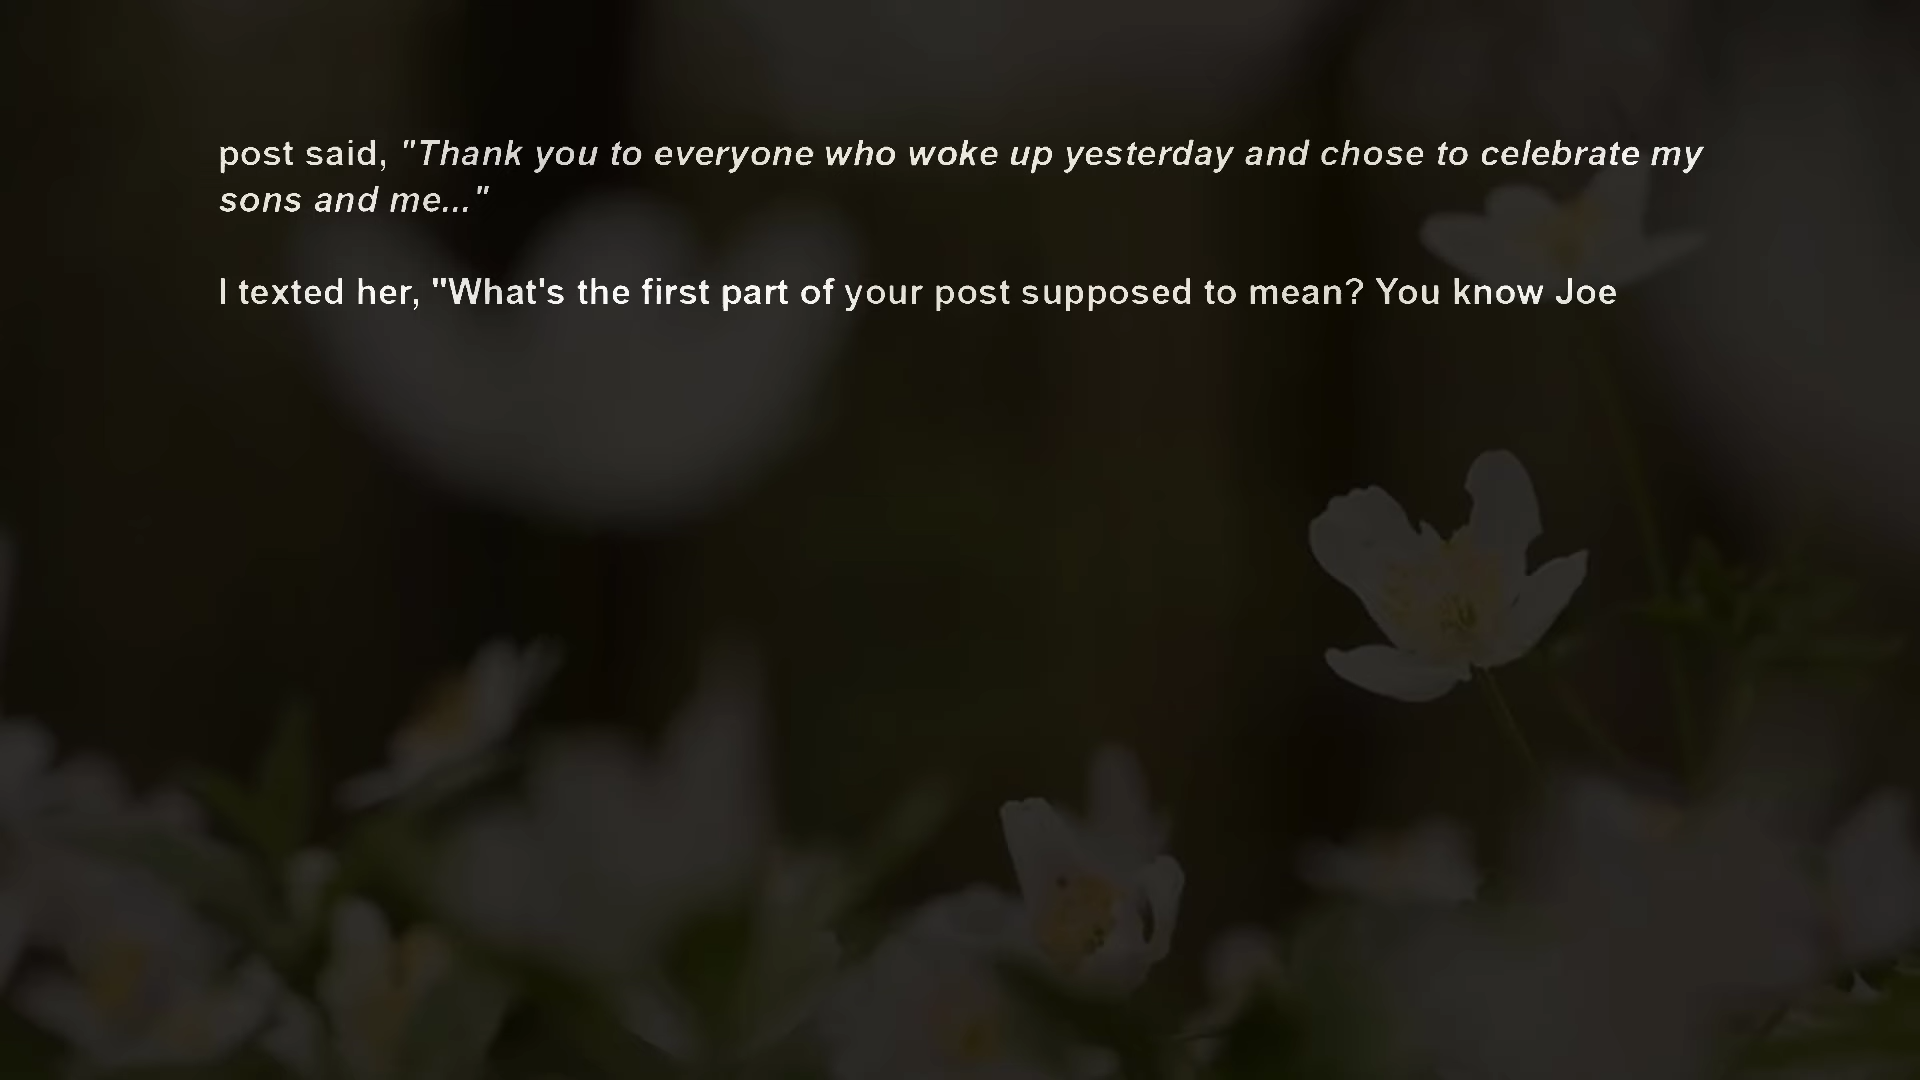 post said, "Thank you to everyone who woke up yesterday and chose to celebrate my
sons and me..."
I texted her, "What's the first part of your post supposed to mean? You know Joe